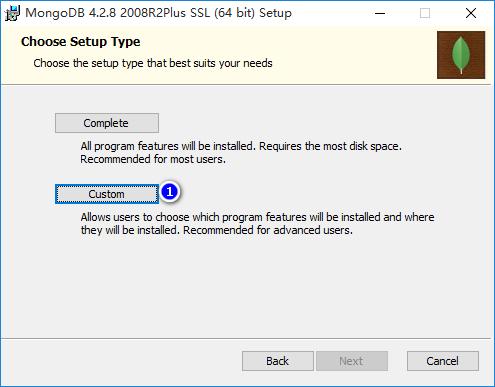 MongoDB 4.2.8 2008R2Plus SSL (64 bit) Setup
Choose Setup Type
Choose the setup type that best suits your needs
Complete
All program features will be installed. Requires the most disk space.
Recommended for most users.
Custom 1
Allows users to choose which program features will be installed and where
they will be installed. Recommended for advanced users.
Back Next Cancel